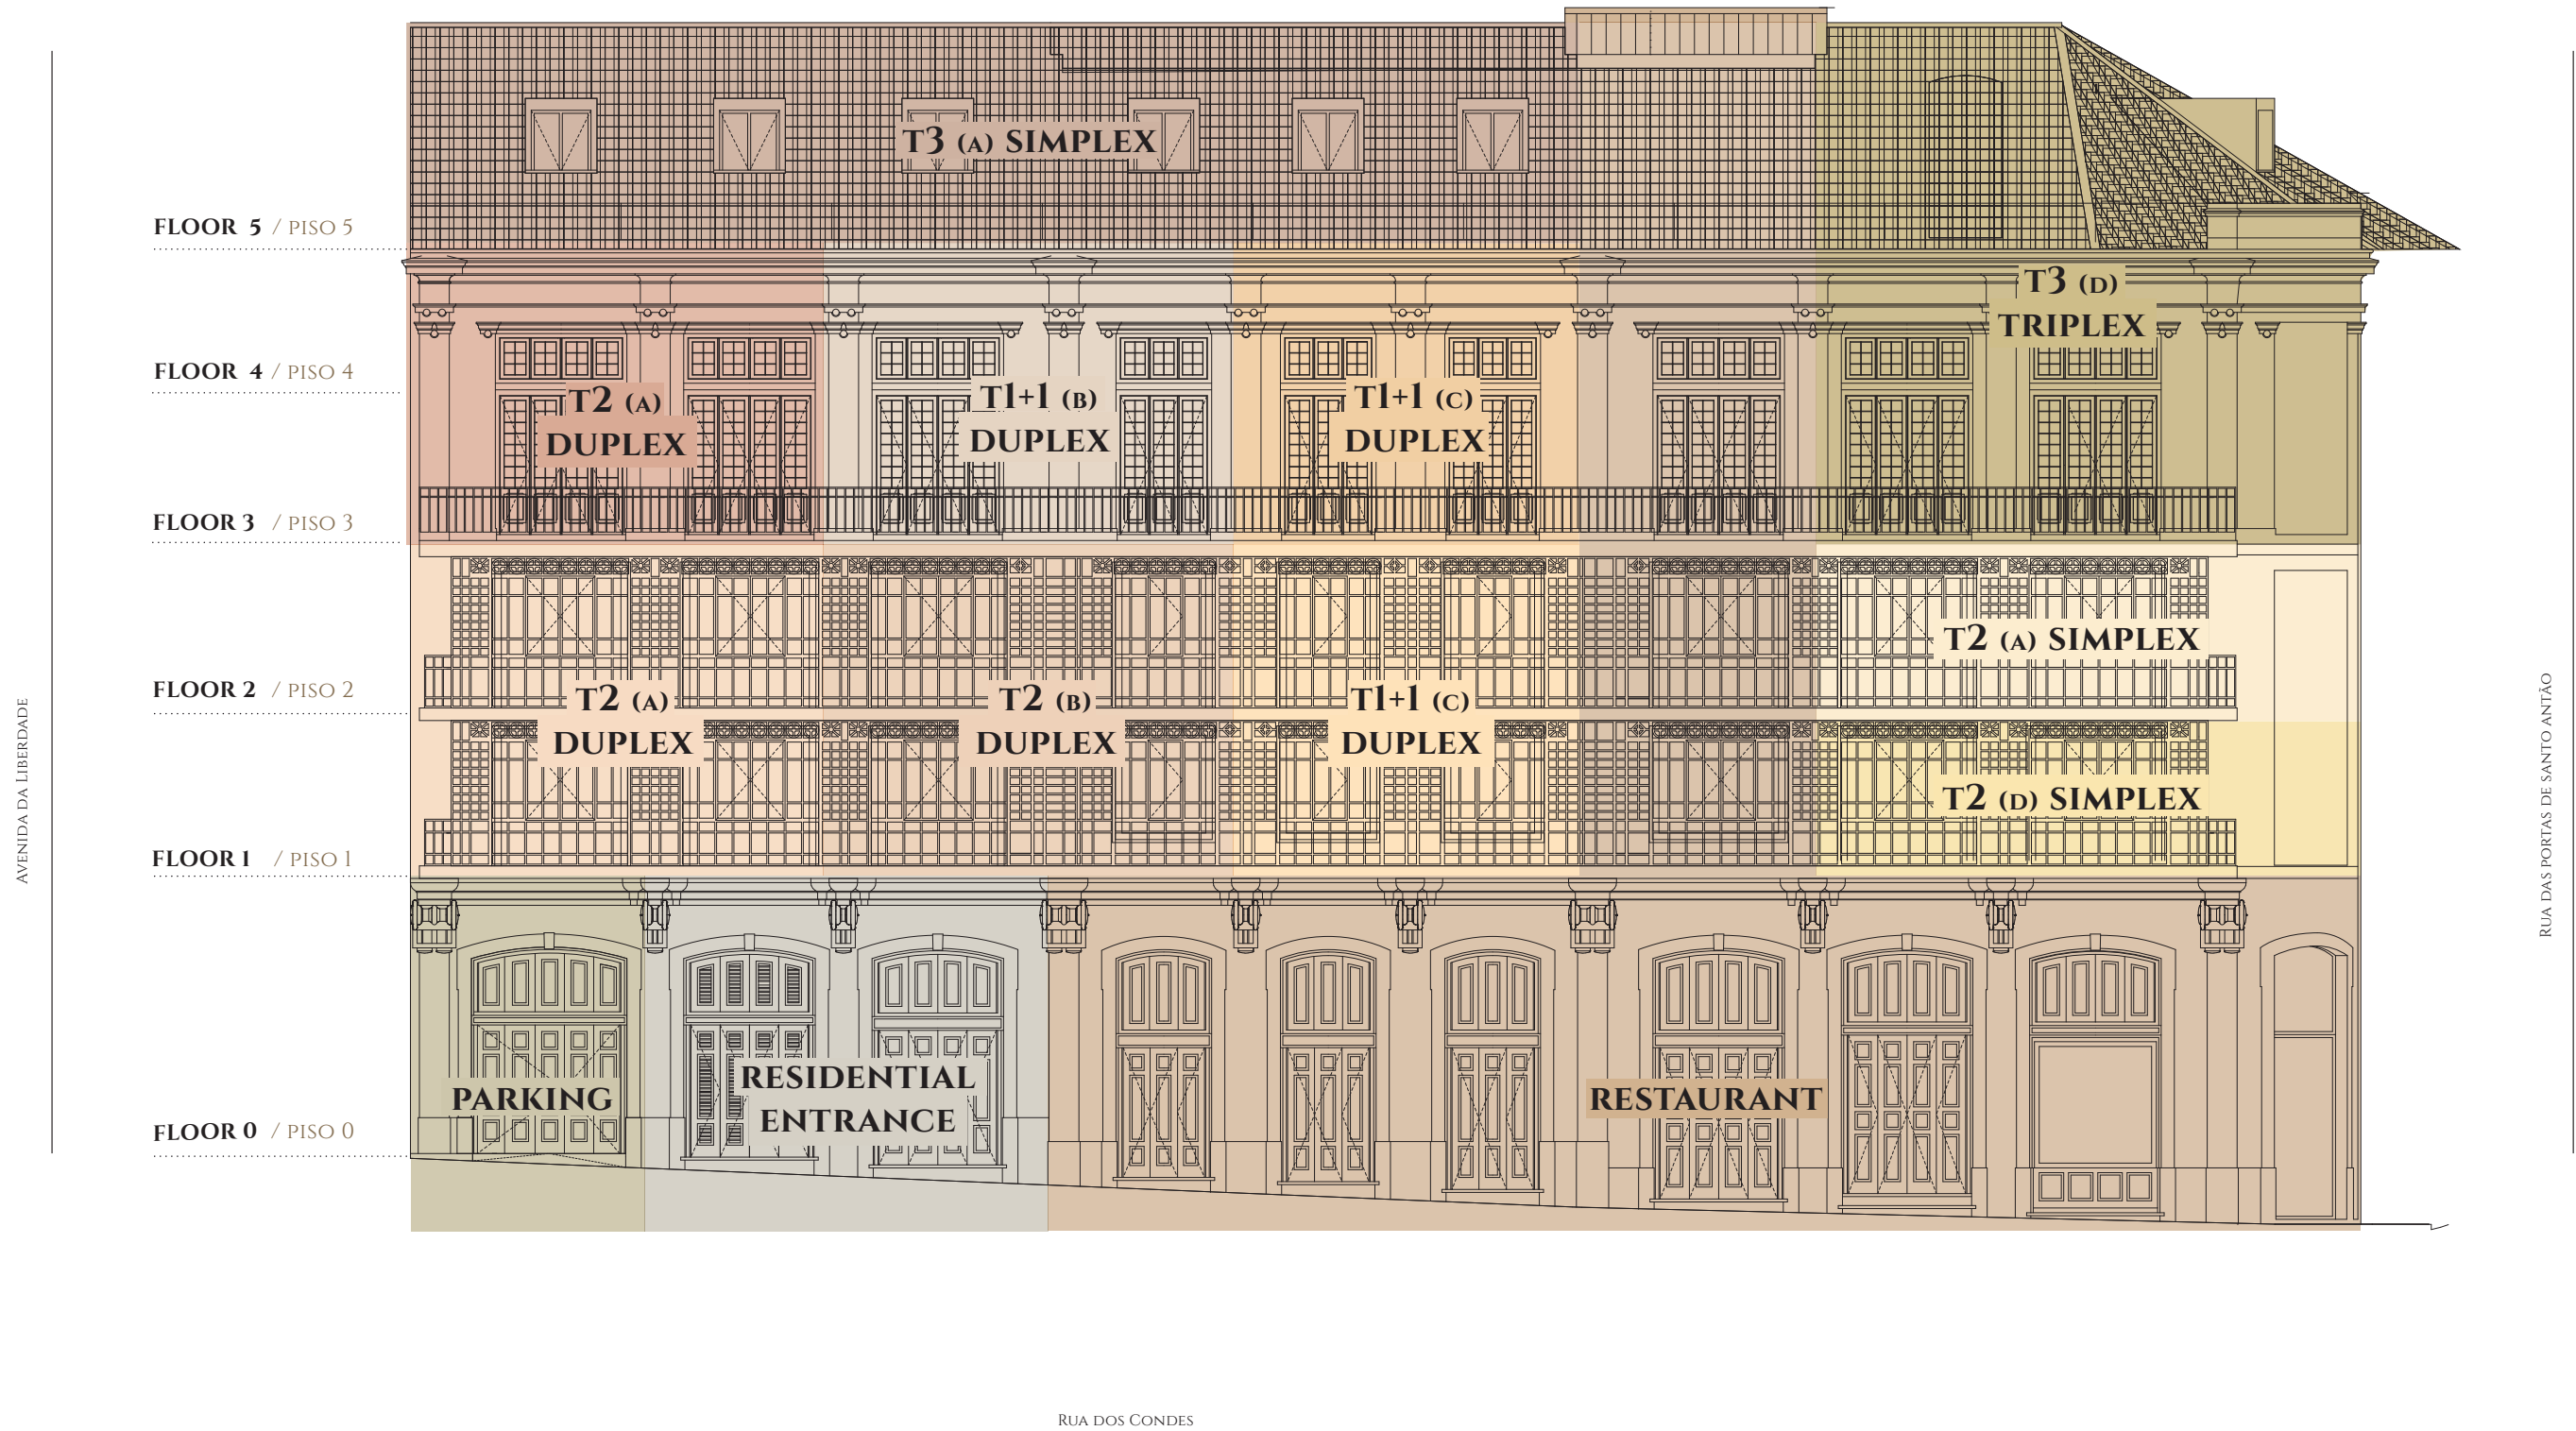 T3 (A) SIMPLEX
FLOOR 5 / PISO 5
T3 (D)
TRIPLEX
FLOOR 4 / PISO 4
T2 (A)
DUPLEX
T1+1 (B)
DUPLEX
T1+1 (C)
DUPLEX
FLOOR 3 / PISO 3
T2 (A) SIMPLEX
FLOOR 2 / PISO 2
T2 (A)
DUPLEX
T2 (B)
DUPLEX
T1+1 (C)
DUPLEX
T2 (D) SIMPLEX
FLOOR 1 / PISO 1
PARKING
RESIDENTIAL
ENTRANCE
RESTAURANT
FLOOR 0 / PISO 0
AVENIDA DA LIBERDADE
RUA DAS PORTAS DE SANTO ANTÃO
RUA DOS CONDES